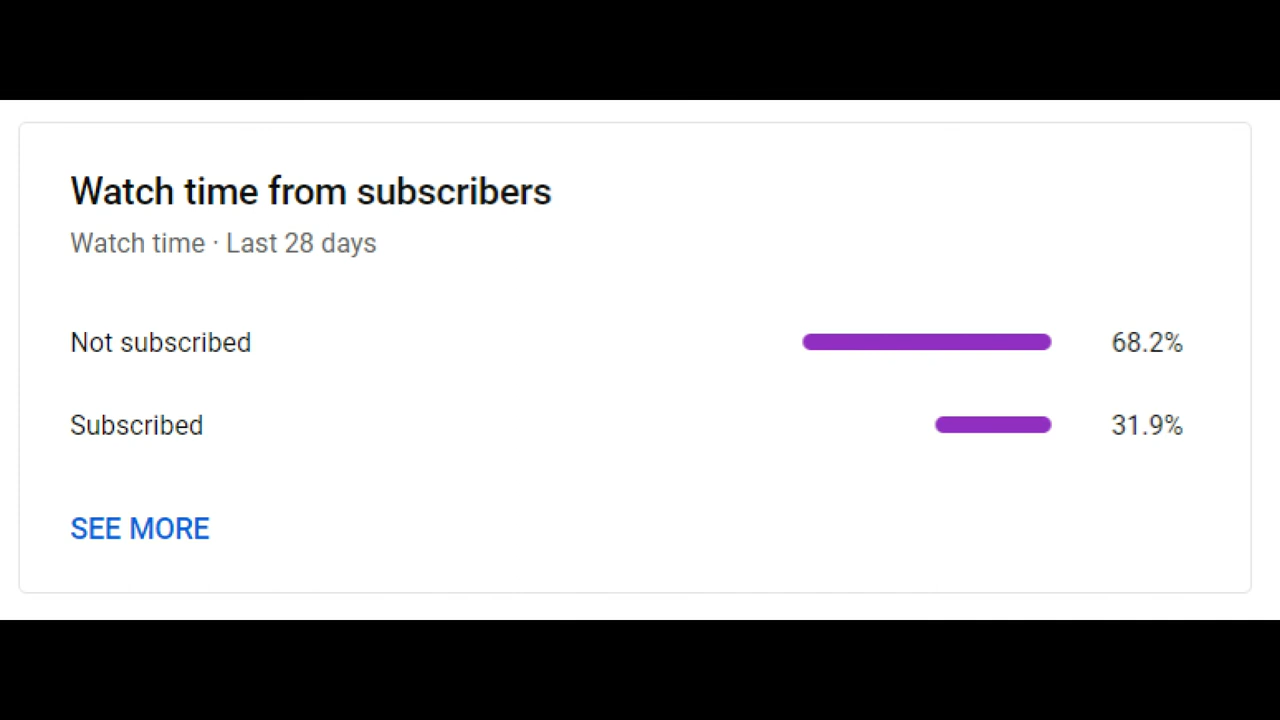 Watch time from subscribers
Watch time · Last 28 days
Not subscribed 68.2%
Subscribed 31.9%
SEE MORE